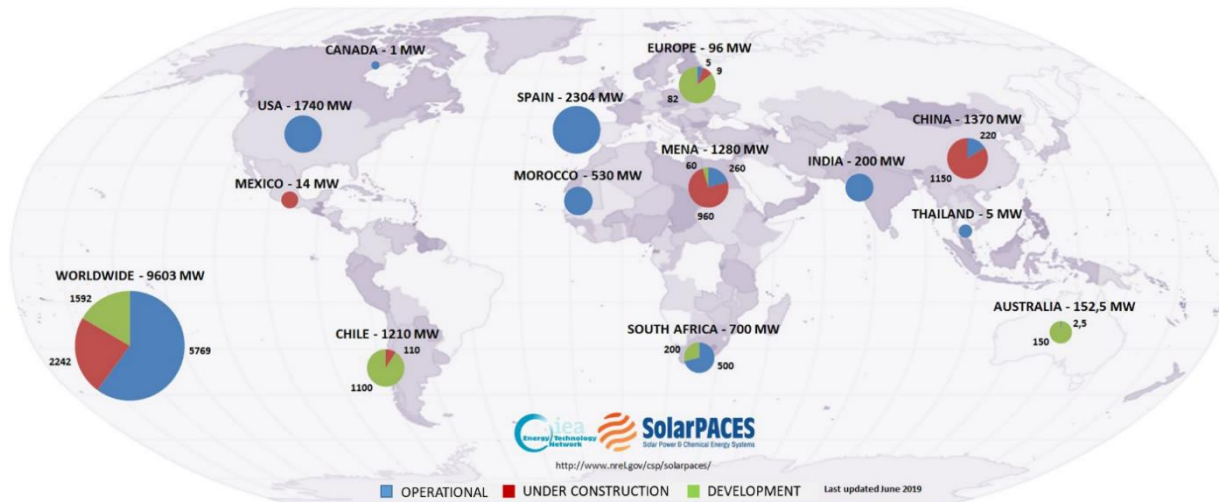 CANADA - 1 MW
EUROPE - 96 MW
5
9
82
USA - 1740 MW
SPAIN - 2304 MW
CHINA - 1370 MW
220
1150
MENA - 1280 MW
60
260
960
INDIA - 200 MW
MEXICO - 14 MW
MOROCCO - 530 MW
THAILAND - 5 MW
WORLDWIDE - 9603 MW
1592
2242
5769
CHILE - 1210 MW
110
1100
SOUTH AFRICA - 700 MW
200
500
AUSTRALIA - 152,5 MW
2,5
150
iea
Energy Technology
Network
SolarPACES
Solar Power & Chemical Energy Systems
http://www.nrel.gov/csp/solarpaces/
OPERATIONAL UNDER CONSTRUCTION DEVELOPMENT Last updated June 2019